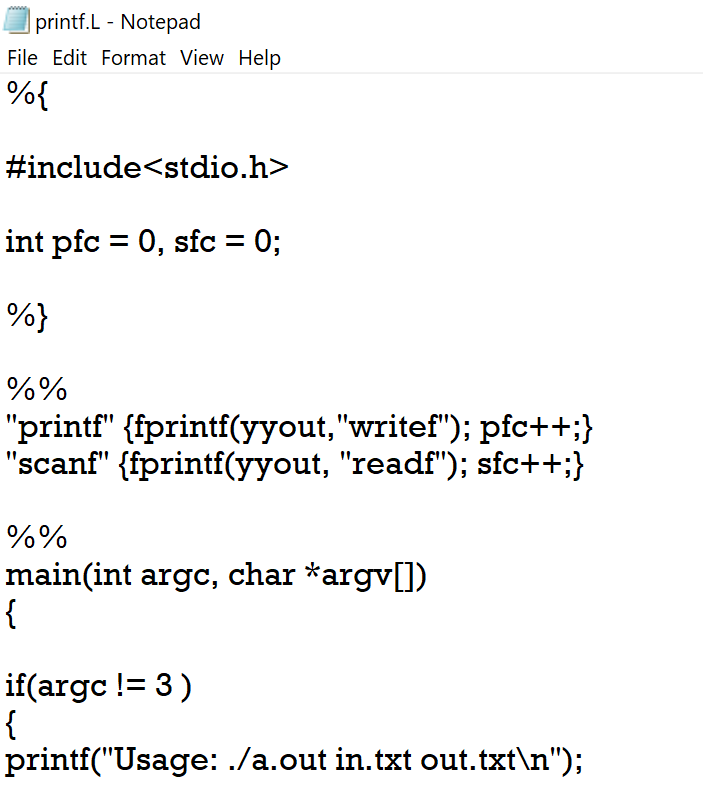 printf.L - Notepad
File Edit Format View Help
%{
#include<stdio.h>
int pfc = 0, sfc = 0;
%}
%%
"printf" {fprintf(yyout,"writef"); pfc++;}
"scanf" {fprintf(yyout, "readf"); sfc++;}
%%
main(int argc, char *argv[])
{
if(argc != 3 )
{
printf("Usage: ./a.out in.txt out.txt\n");